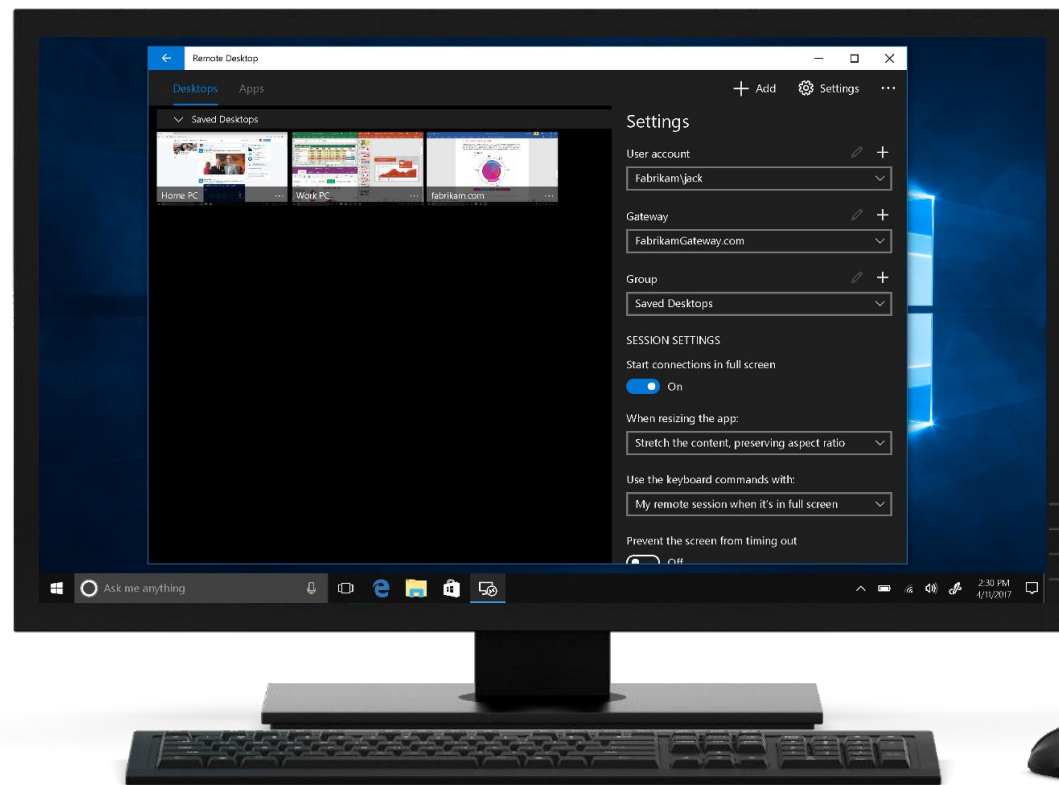 Remote Desktop
Desktops Apps
Add Settings
Saved Desktops
Home PC
Work PC
fabrikam.com
Settings
User account
Fabrikam\jack
Gateway
FabrikamGateway.com
Group
Saved Desktops
SESSION SETTINGS
Start connections in full screen
On
When resizing the app:
Stretch the content, preserving aspect ratio
Use the keyboard commands with:
My remote session when it's in full screen
Prevent the screen from timing out
Off
Ask me anything
2:30 PM
4/11/2017